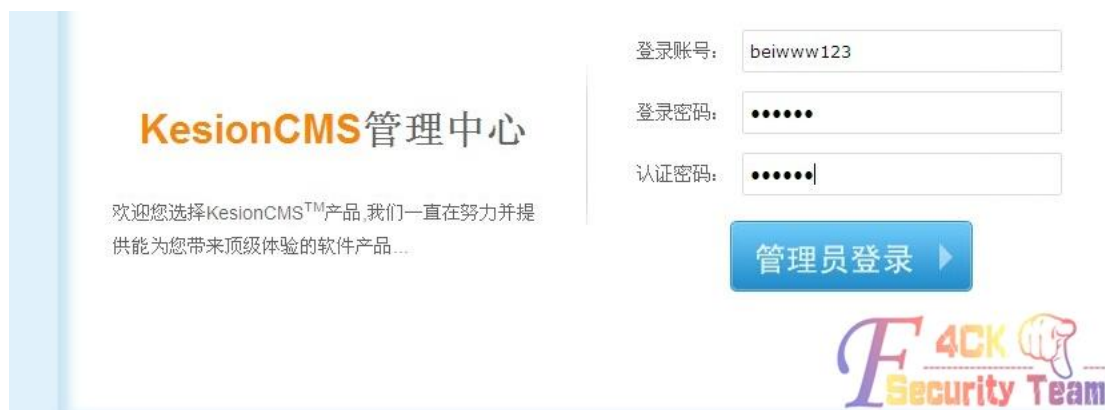 登录账号： beiwww123
登录密码： ••••••
认证密码： ••••••
KesionCMS管理中心
欢迎您选择KesionCMS™产品,我们一直在努力并提
供能为您带来顶级体验的软件产品...
管理员登录
F4CK
Security Team